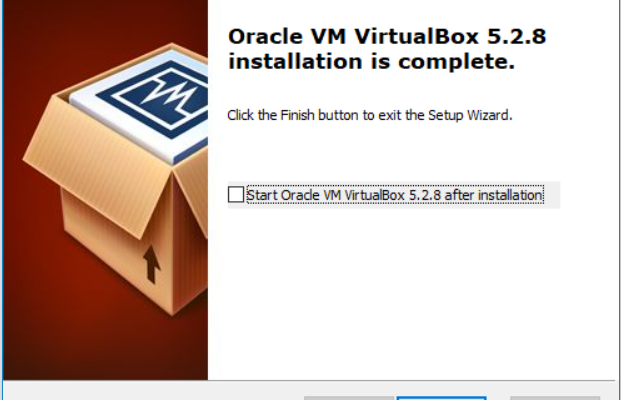 Oracle VM VirtualBox 5.2.8
installation is complete.
Click the Finish button to exit the Setup Wizard.
Start Oracle VM VirtualBox 5.2.8 after installation